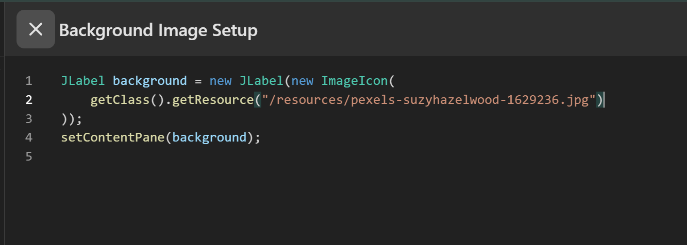 Background Image Setup
1 JLabel background = new JLabel(new ImageIcon(
2 getClass().getResource("/resources/pexels-suzyhazelwood-1629236.jpg")
3 ));
4 setContentPane(background);
5